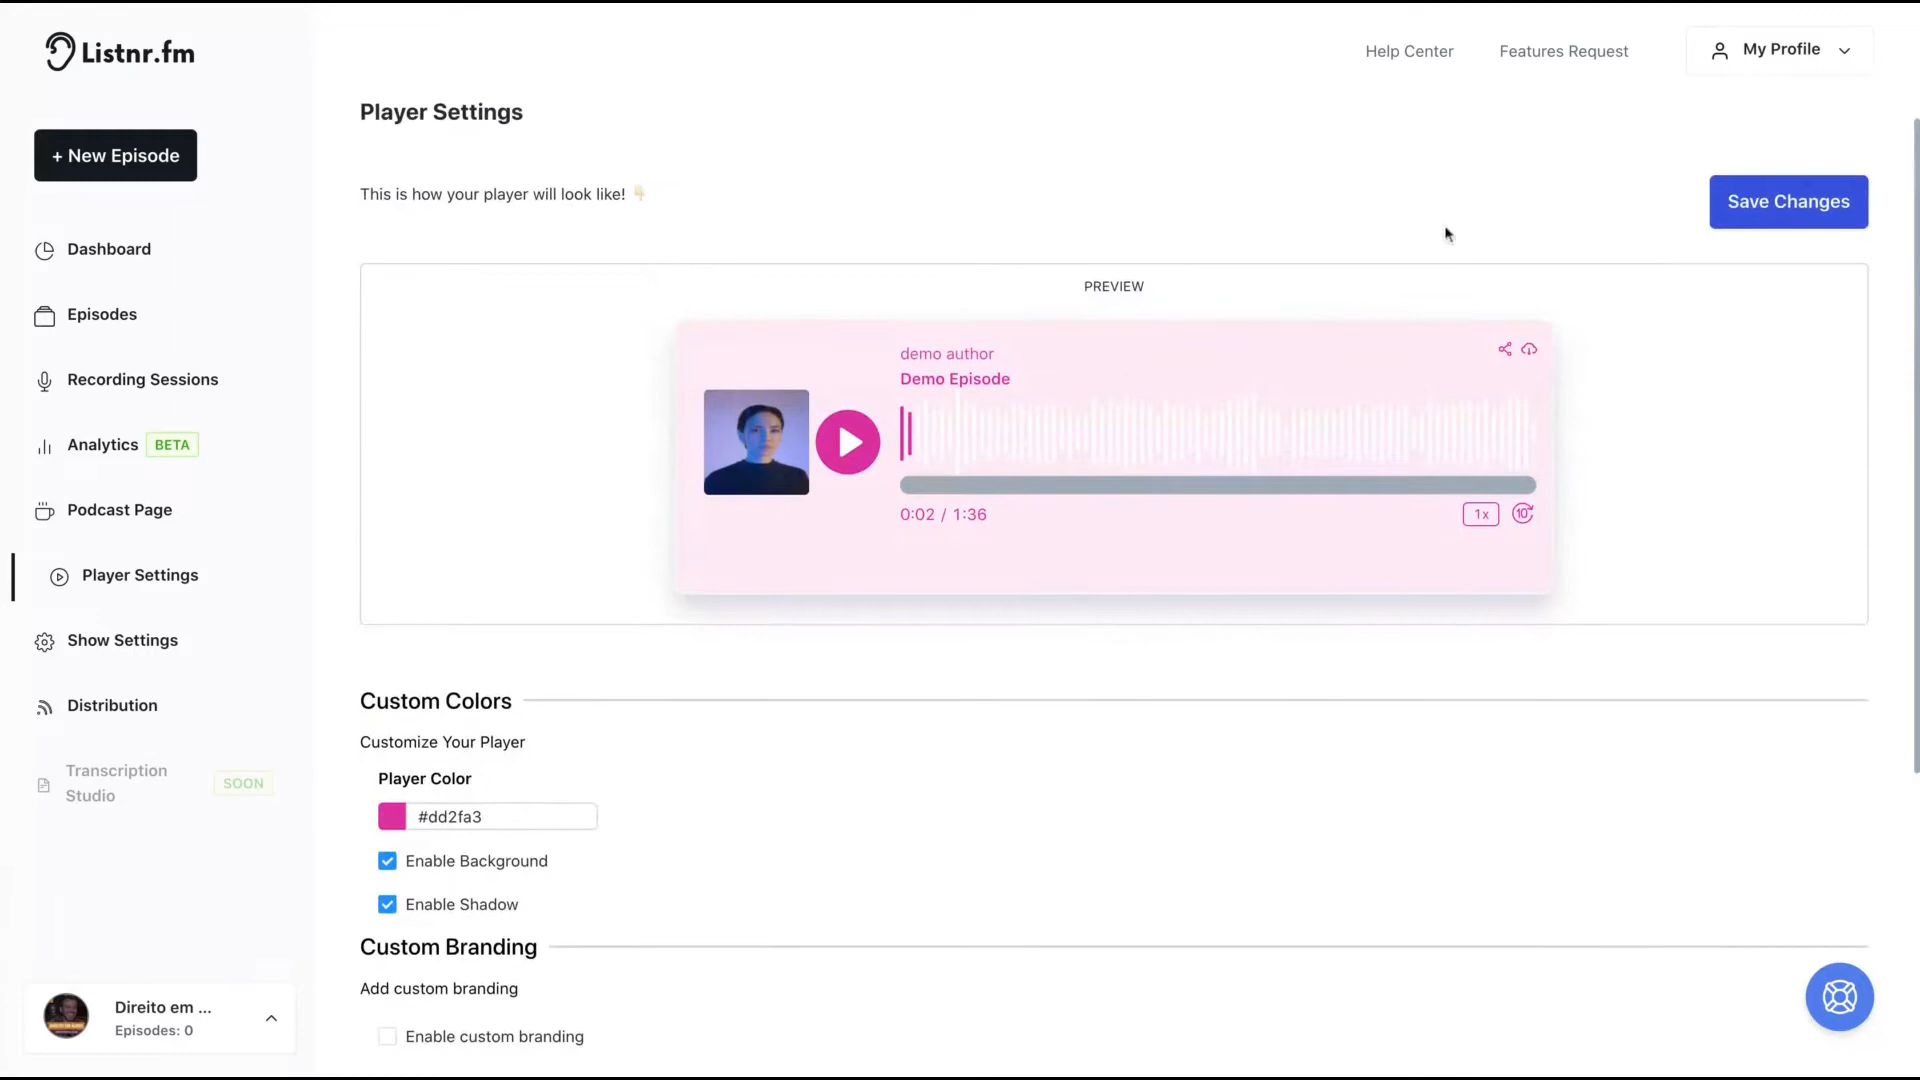 Listnr.fm
Help Center
Features Request
My Profile
Player Settings
+ New Episode
This is how your player will look like!
Save Changes
Dashboard
Episodes
Recording Sessions
Analytics BETA
Podcast Page
Player Settings
Show Settings
Distribution
Transcription
Studio
SOON
PREVIEW
demo author
Demo Episode
0:02 / 1:36
1x
10
Custom Colors
Customize Your Player
Player Color
#dd2fa3
Enable Background
Enable Shadow
Custom Branding
Add custom branding
Enable custom branding
Direito em ...
Episodes: 0